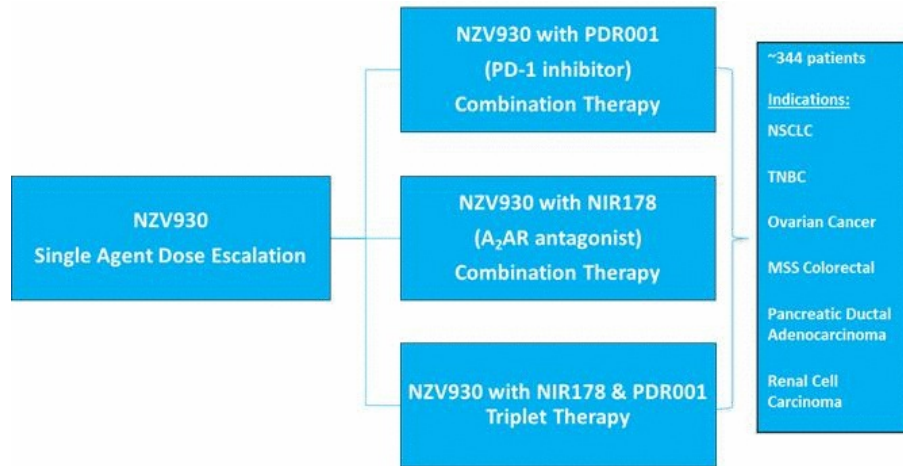 NZV930
Single Agent Dose Escalation
NZV930 with PDR001
(PD-1 inhibitor)
Combination Therapy
NZV930 with NIR178
(A₂AR antagonist)
Combination Therapy
NZV930 with NIR178 & PDR001
Triplet Therapy
~344 patients
Indications:
NSCLC
TNBC
Ovarian Cancer
MSS Colorectal
Pancreatic Ductal
Adenocarcinoma
Renal Cell
Carcinoma